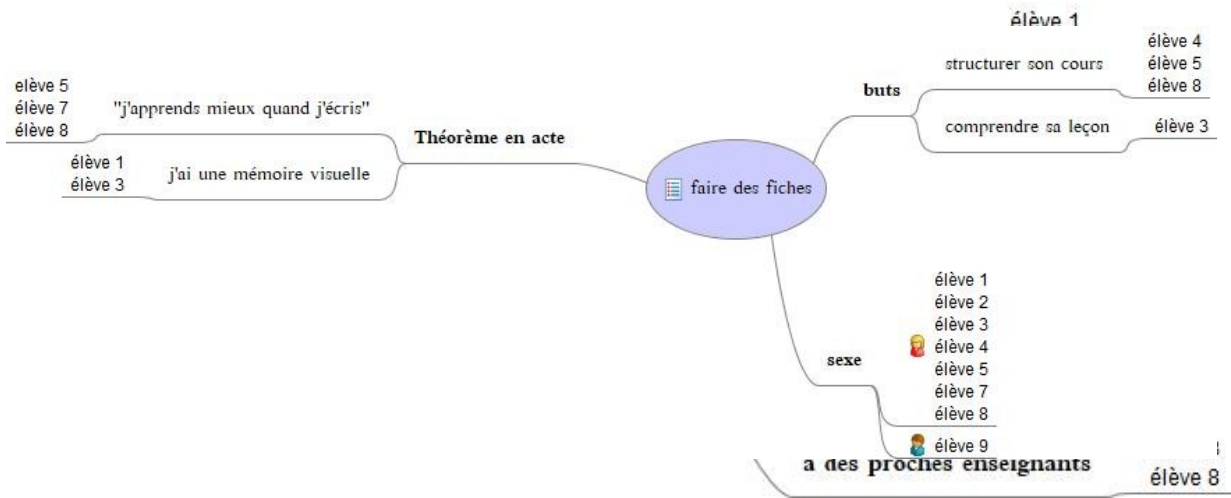 élève 1
élève 4
structurer son cours
élève 5
élève 8
buts
comprendre sa leçon
élève 3
elève 5
élève 7
élève 8
"j'apprends mieux quand j'écris"
Théorème en acte
élève 1
élève 3
j'ai une mémoire visuelle
faire des fiches
sexe
élève 1
élève 2
élève 3
élève 4
élève 5
élève 7
élève 8
élève 9
a des proches enseignants
élève 8